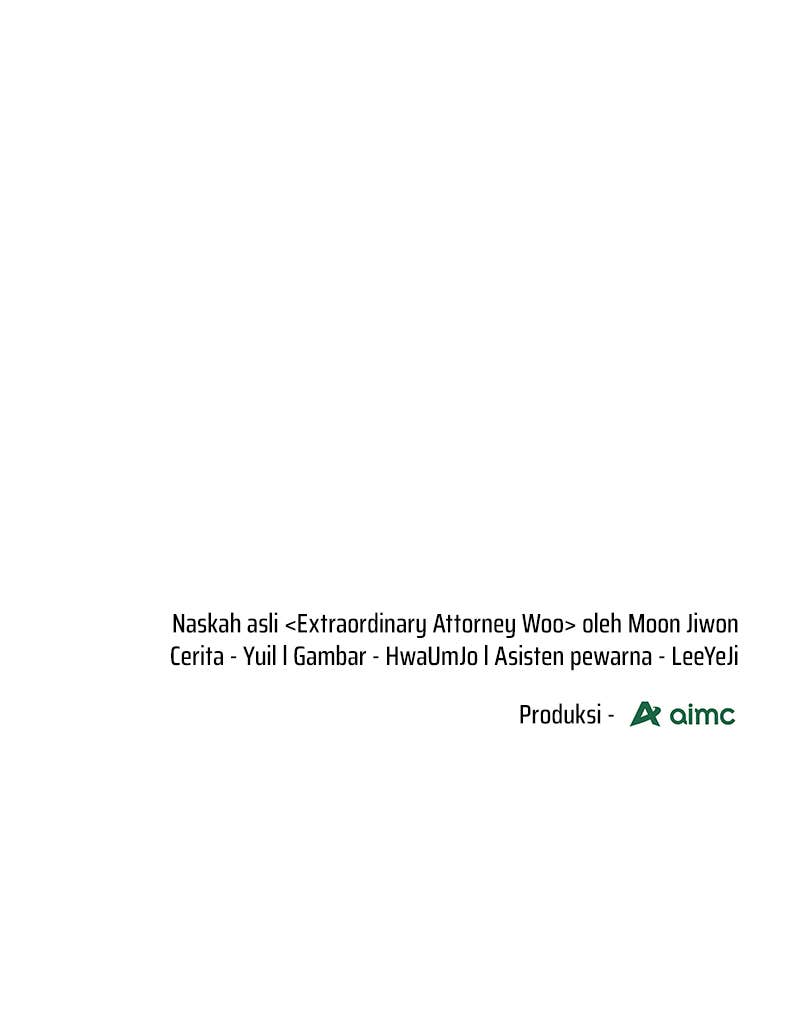 Naskah asli <Extraordinary Attorney Woo> oleh Moon Jiwon
Cerita - Yuil l Gambar - HwaUmJo l Asisten pewarna - LeeYeJi
Produksi - aimc